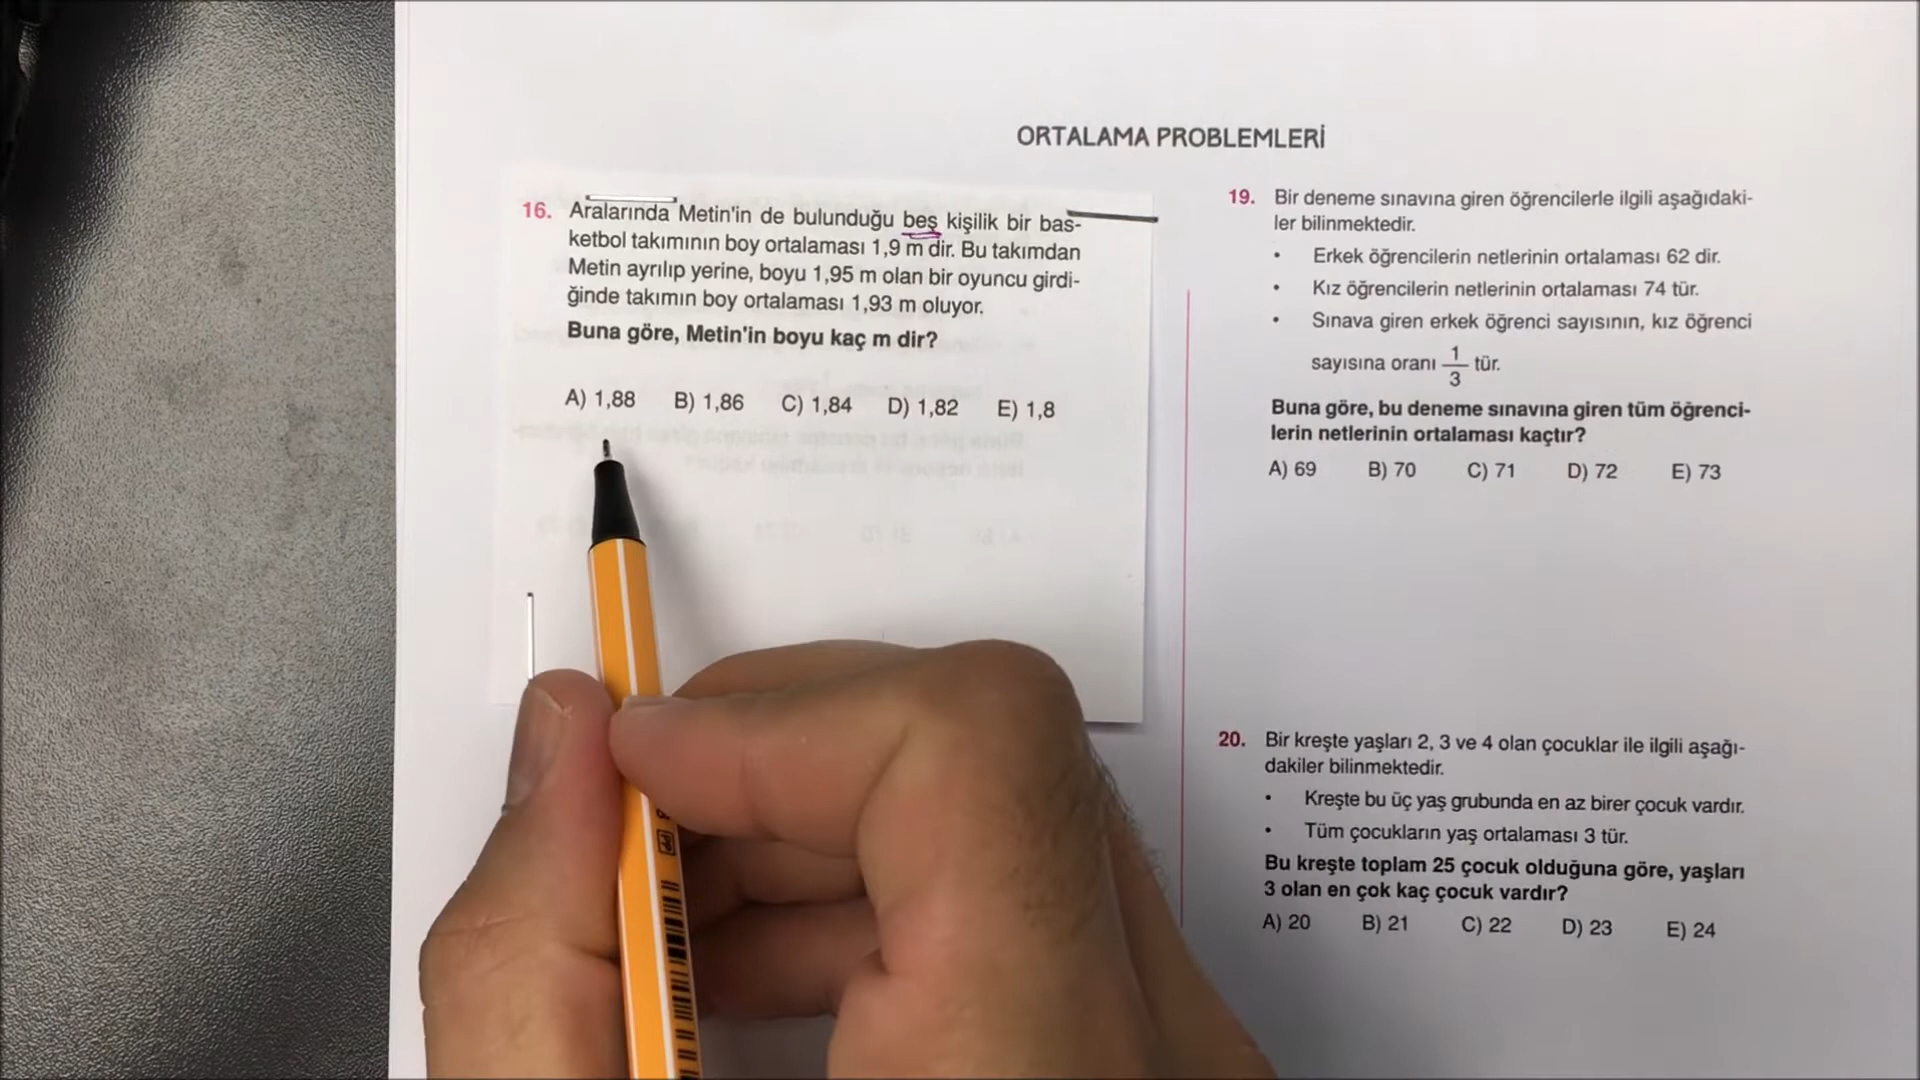 ORTALAMA PROBLEMLERİ
16. Aralarında Metin'in de bulunduğu beş kişilik bir bas-
ketbol takımının boy ortalaması 1,9 m dir. Bu takımdan
Metin ayrılıp yerine, boyu 1,95 m olan bir oyuncu girdi-
ğinde takımın boy ortalaması 1,93 m oluyor.
Buna göre, Metin'in boyu kaç m dir?
A) 1,88 B) 1,86 C) 1,84 D) 1,82 E) 1,8
19. Bir deneme sınavına giren öğrencilerle ilgili aşağıdaki-
ler bilinmektedir.
• Erkek öğrencilerin netlerinin ortalaması 62 dir.
• Kız öğrencilerin netlerinin ortalaması 74 tür.
• Sınava giren erkek öğrenci sayısının, kız öğrenci
sayısına oranı 1/3 tür.
Buna göre, bu deneme sınavına giren tüm öğrenci-
lerin netlerinin ortalaması kaçtır?
A) 69 B) 70 C) 71 D) 72 E) 73
20. Bir kreşte yaşları 2, 3 ve 4 olan çocuklar ile ilgili aşağı-
dakiler bilinmektedir.
• Kreşte bu üç yaş grubunda en az birer çocuk vardır.
• Tüm çocukların yaş ortalaması 3 tür.
Bu kreşte toplam 25 çocuk olduğuna göre, yaşları
3 olan en çok kaç çocuk vardır?
A) 20 B) 21 C) 22 D) 23 E) 24
PP